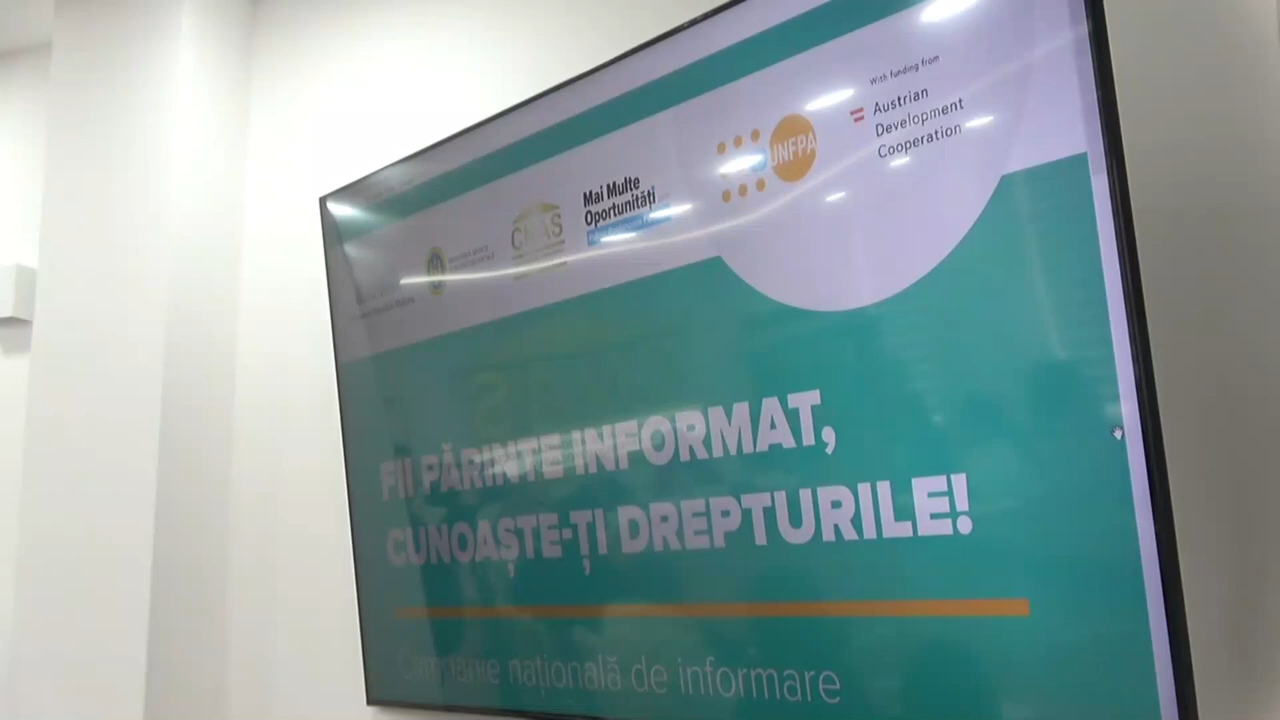 With funding from
Austrian
Development
Cooperation
UNFPA
Mai Multe
Oportunități
CNAS
FII PĂRINTE INFORMAT,
CUNOAȘTE-ȚI DREPTURILE!
Campanie națională de informare